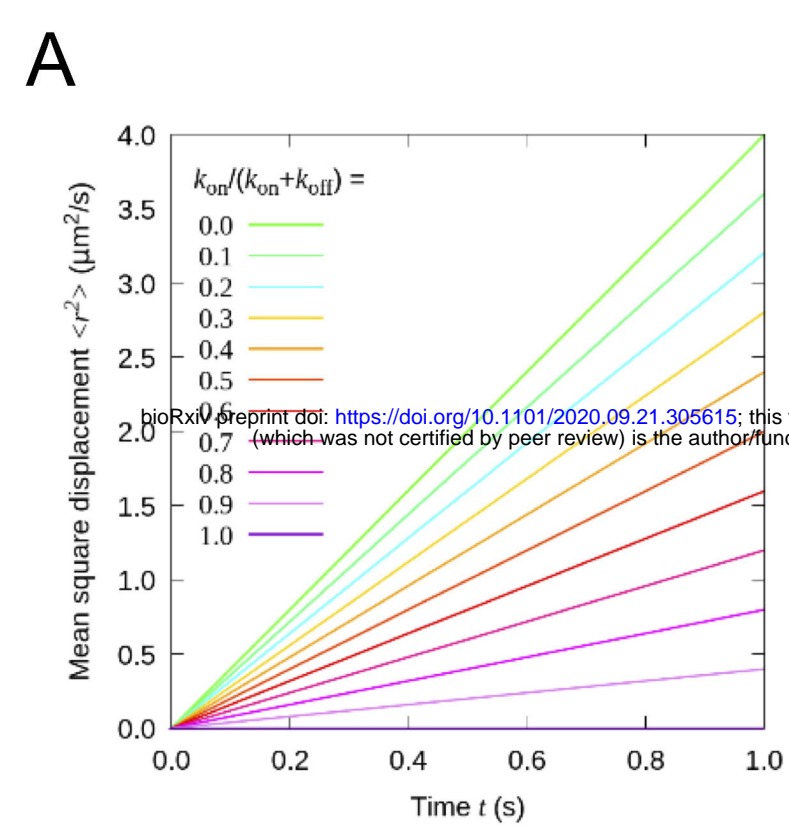 A
4.0
3.5
3.0
2.5
2.0
1.5
1.0
0.5
0.0
Mean square displacement <r²> (µm²/s)
kon/(kon+koff) =
0.0
0.1
0.2
0.3
0.4
0.5
0.6
0.7
0.8
0.9
1.0
bioRxiv preprint doi: https://doi.org/10.1101/2020.09.21.305615; this
(which was not certified by peer review) is the author/func
0.0 0.2 0.4 0.6 0.8 1.0
Time t (s)